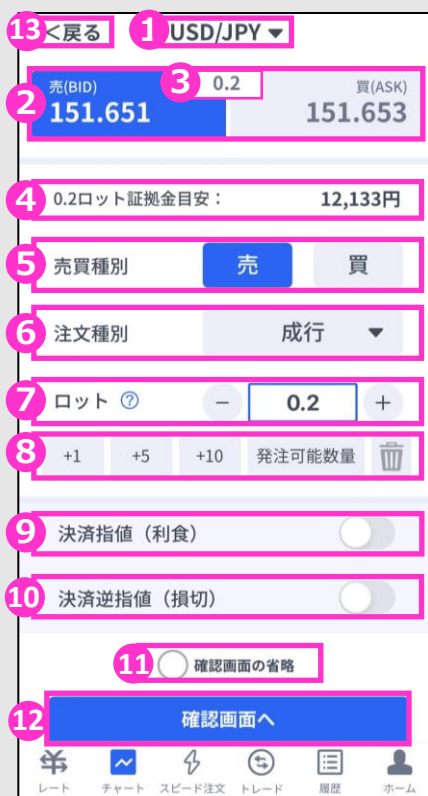 13 <戻る 1 USD/JPY ▼
2 売(BID) 3 0.2 買(ASK)
151.651 151.653
4 0.2ロット証拠金目安： 12,133円
5 売買種別 売 買
6 注文種別 成行 ▼
7 ロット ? − 0.2 +
8 +1 +5 +10 発注可能数量
9 決済指値（利食）
10 決済逆指値（損切）
11 確認画面の省略
12 確認画面へ
レート チャート スピード注文 トレード 履歴 ホーム